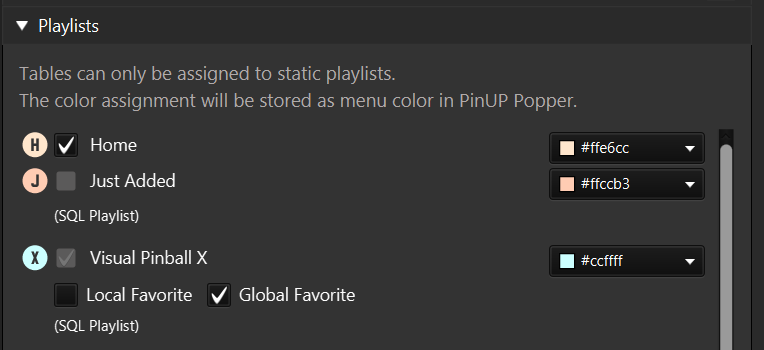 Playlists
Tables can only be assigned to static playlists.
The color assignment will be stored as menu color in PinUP Popper.
H Home #ffe6cc
J Just Added #ffccb3
(SQL Playlist)
X Visual Pinball X #ccffff
Local Favorite Global Favorite
(SQL Playlist)